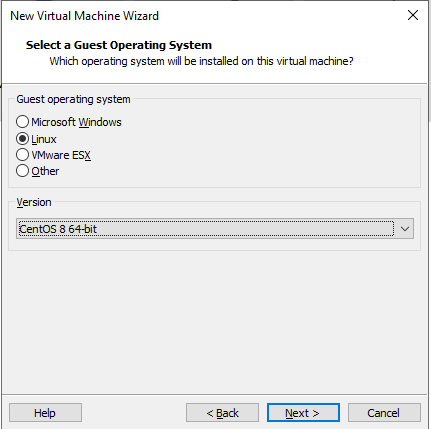 New Virtual Machine Wizard
Select a Guest Operating System
Which operating system will be installed on this virtual machine?
Guest operating system
Microsoft Windows
Linux
VMware ESX
Other
Version
CentOS 8 64-bit
Help
< Back
Next >
Cancel